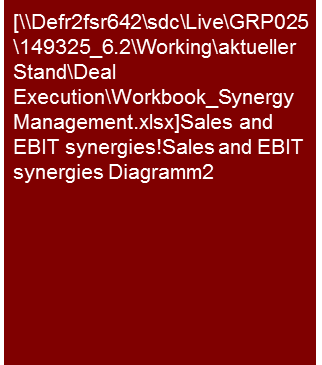 [\\Defr2fsr642\sdc\Live\GRP025
\149325_6.2\Working\aktueller
Stand\Deal
Execution\Workbook_Synergy
Management.xlsx]Sales and
EBIT synergies!Sales and EBIT
synergies Diagramm2